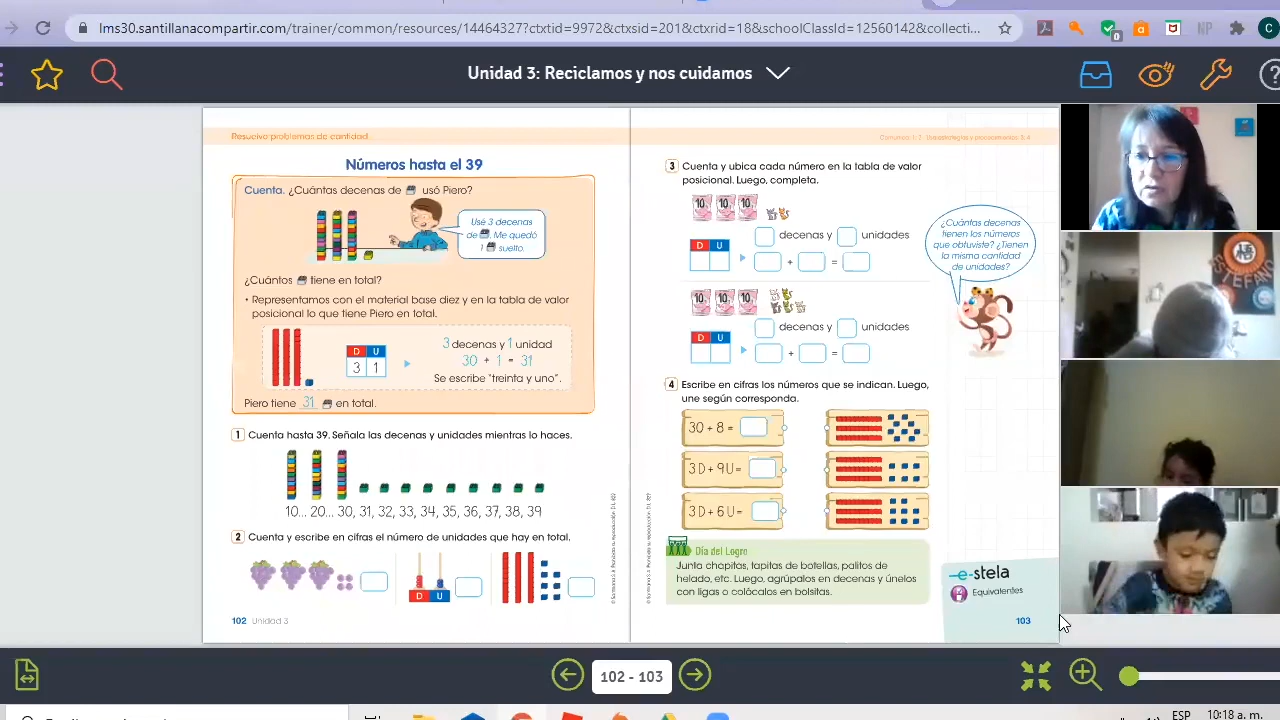 lms30.santillanacompartir.com/trainer/common/resources/14464327?ctxtid=9972&ctxsid=201&ctxrid=18&schoolClassId=12560142&collecti...
Unidad 3: Reciclamos y nos cuidamos
Resuelve problemas de cantidad
Números hasta el 39
Cuenta. ¿Cuántas decenas de usó Piero?
Usé 3 decenas
de . Me quedó
1 suelto.
¿Cuántos tiene en total?
• Representamos con el material base diez y en la tabla de valor
posicional lo que tiene Piero en total.
D U
3 1
3 decenas y 1 unidad
30 + 1 = 31
Se escribe "treinta y uno".
Piero tiene 31 en total.
1 Cuenta hasta 39. Señala las decenas y unidades mientras lo haces.
10... 20... 30, 31, 32, 33, 34, 35, 36, 37, 38, 39
2 Cuenta y escribe en cifras el número de unidades que hay en total.
D U
102 Unidad 3
3 Cuenta y ubica cada número en la tabla de valor
posicional. Luego, completa.
10 10 10
decenas y unidades
D U
+ =
10 10 10
decenas y unidades
D U
+ =
¿Cuántas decenas
tienen los números
que obtuviste? ¿Tienen
la misma cantidad
de unidades?
4 Escribe en cifras los números que se indican. Luego,
une según corresponda.
30 + 8 =
3 D + 9 U =
3 D + 6 U =
Día del Logro
Junta chapitas, tapitas de botellas, palitos de
helado, etc. Luego, agrúpalos en decenas y únelos
con ligas o colócalos en bolsitas.
e-stela
Equivalentes
103
102 - 103
ESP 10:18 a. m.